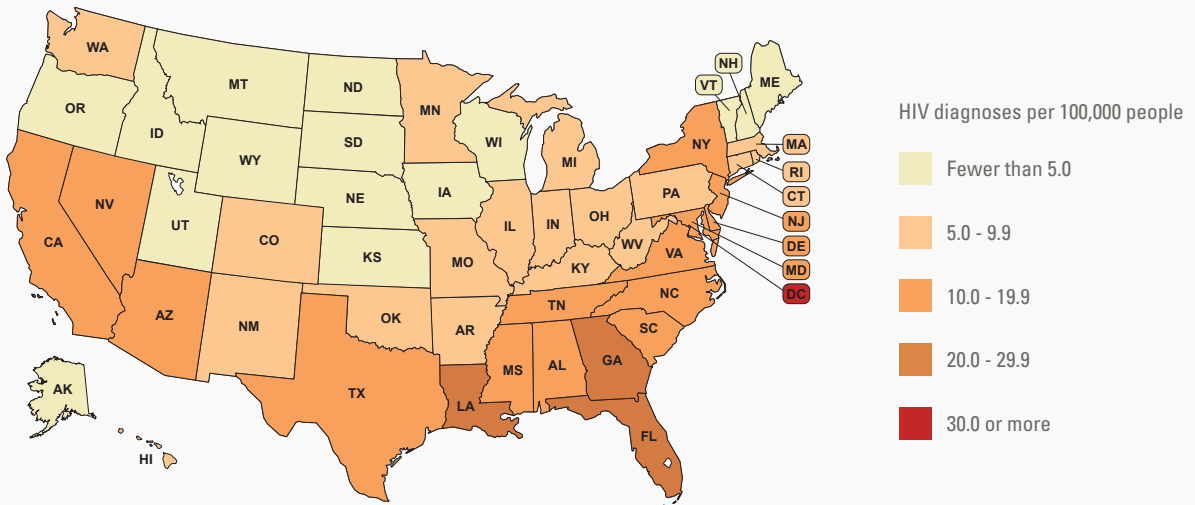 WA
MT
ND
MN
OR
ID
SD
WI
WY
MI
NE
IA
NV
UT
CA
CO
KS
MO
IL
IN
OH
PA
NY
VT
NH
ME
MA
RI
CT
NJ
DE
MD
DC
WV
VA
KY
AZ
NM
OK
AR
TN
NC
SC
TX
LA
MS
AL
GA
FL
AK
HI
HIV diagnoses per 100,000 people
Fewer than 5.0
5.0 - 9.9
10.0 - 19.9
20.0 - 29.9
30.0 or more